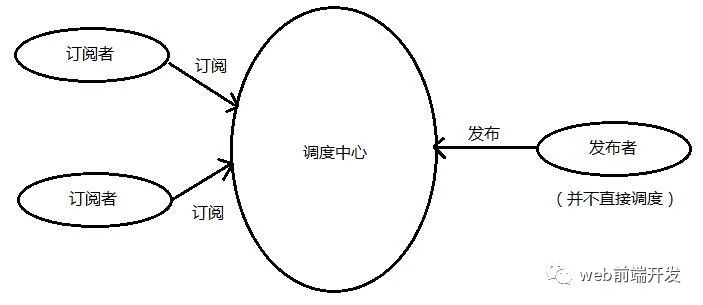 订阅者
订阅
调度中心
发布
发布者
(并不直接调度)
订阅者
订阅
web前端开发